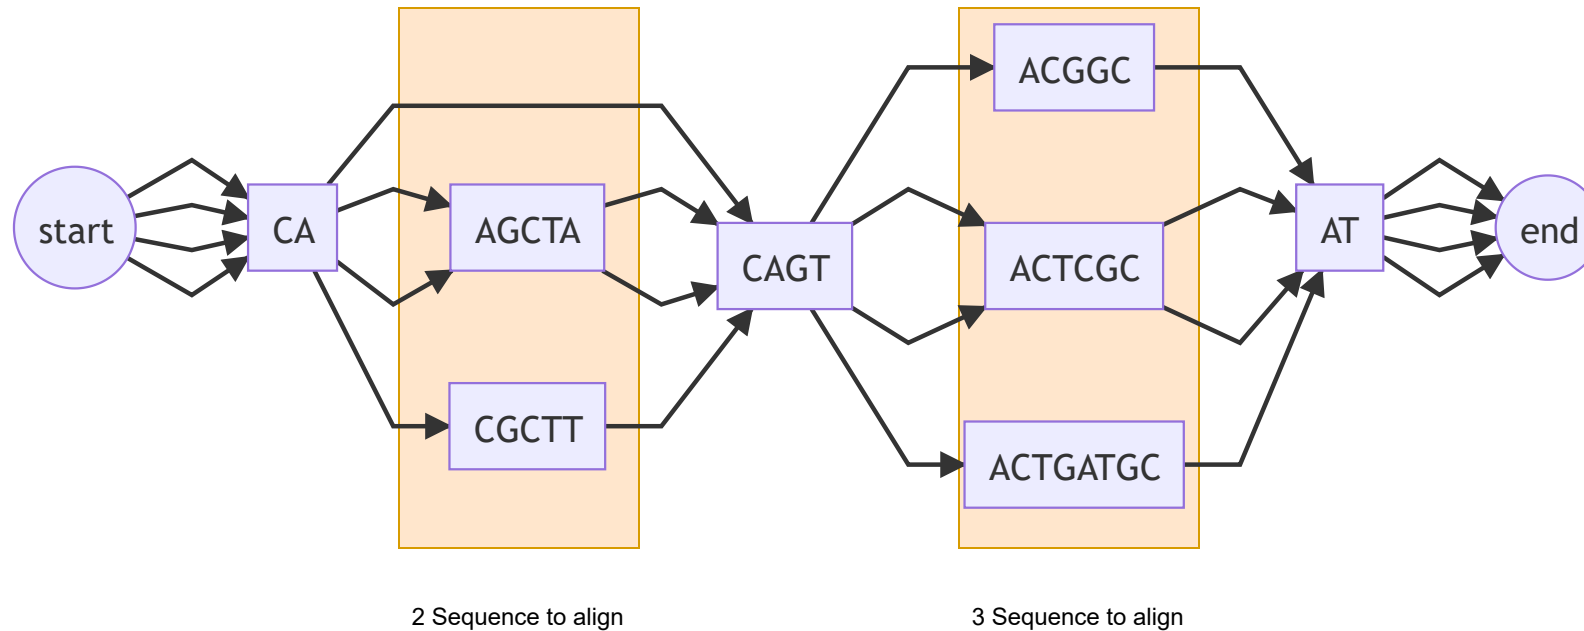 start
CA
AGCTA
CGCTT
CAGT
ACGGC
ACTCGC
ACTGATGC
AT
end
2 Sequence to align
3 Sequence to align